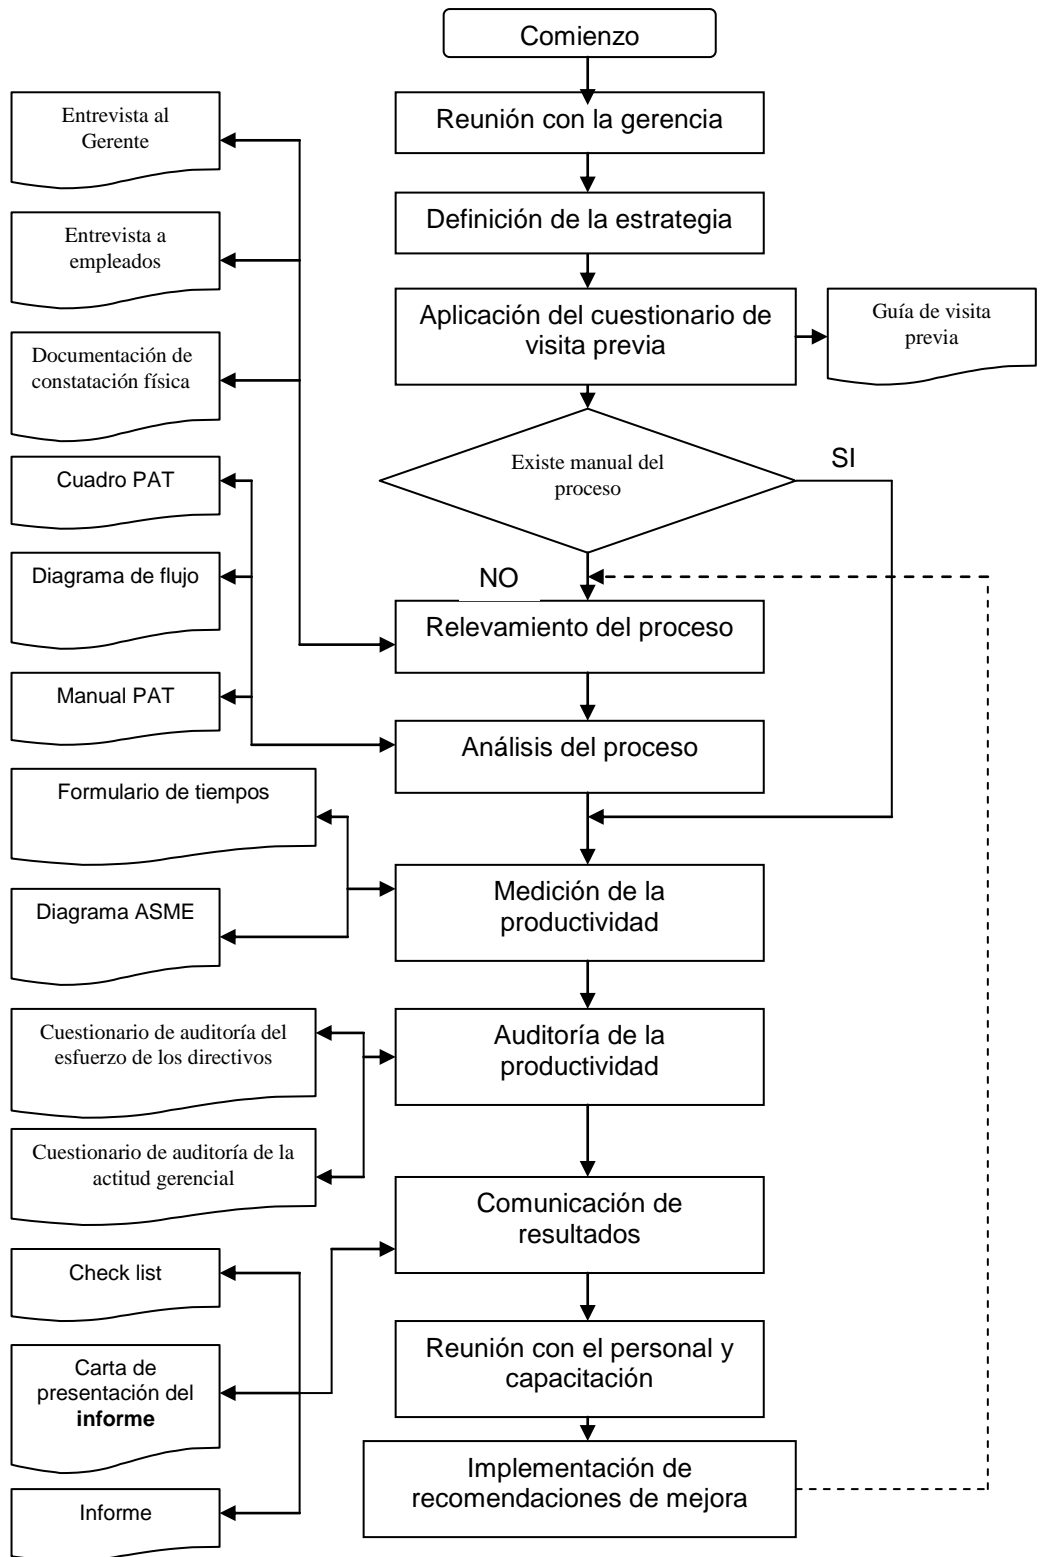 Comienzo
Reunión con la gerencia
Entrevista al
Gerente
Definición de la estrategia
Entrevista a
empleados
Aplicación del cuestionario de
visita previa
Guía de visita
previa
Documentación de
constatación física
Existe manual del
proceso
SI
Cuadro PAT
NO
Diagrama de flujo
Relevamiento del proceso
Manual PAT
Análisis del proceso
Formulario de tiempos
Medición de la
productividad
Diagrama ASME
Cuestionario de auditoría del
esfuerzo de los directivos
Auditoría de la
productividad
Cuestionario de auditoría de la
actitud gerencial
Comunicación de
resultados
Check list
Reunión con el personal y
capacitación
Carta de
presentación del
informe
Implementación de
recomendaciones de mejora
Informe